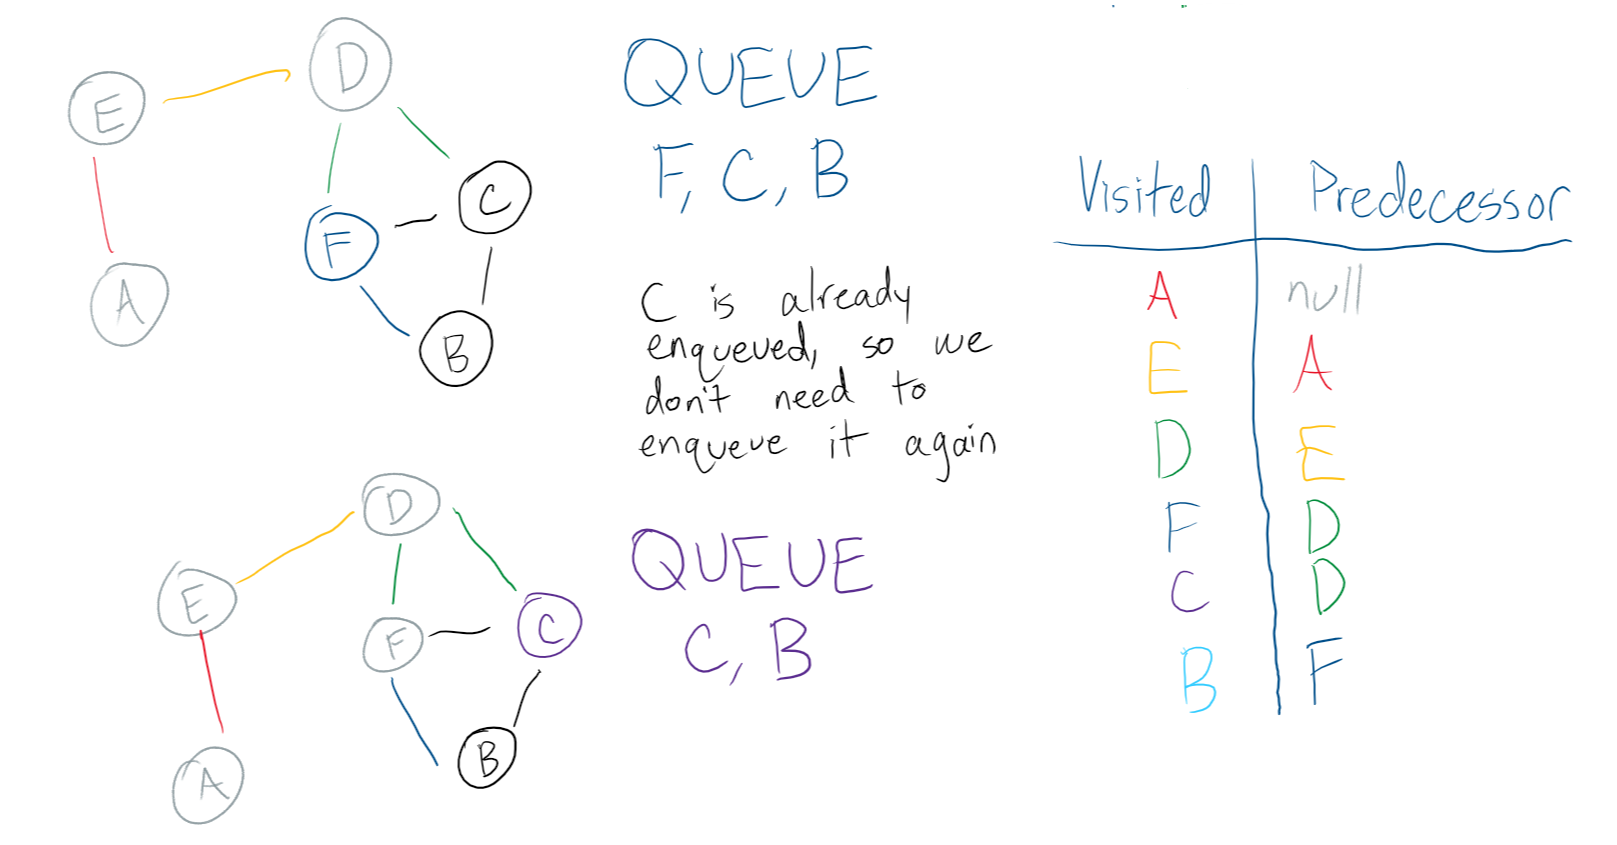 E
D
F
C
A
B
QUEUE
F, C, B
C is already
enqueued, so we
don't need to
enqueue it again
D
E
F
C
A
B
QUEUE
C, B
Visited Predecessor
A null
E A
D E
F D
C D
B F